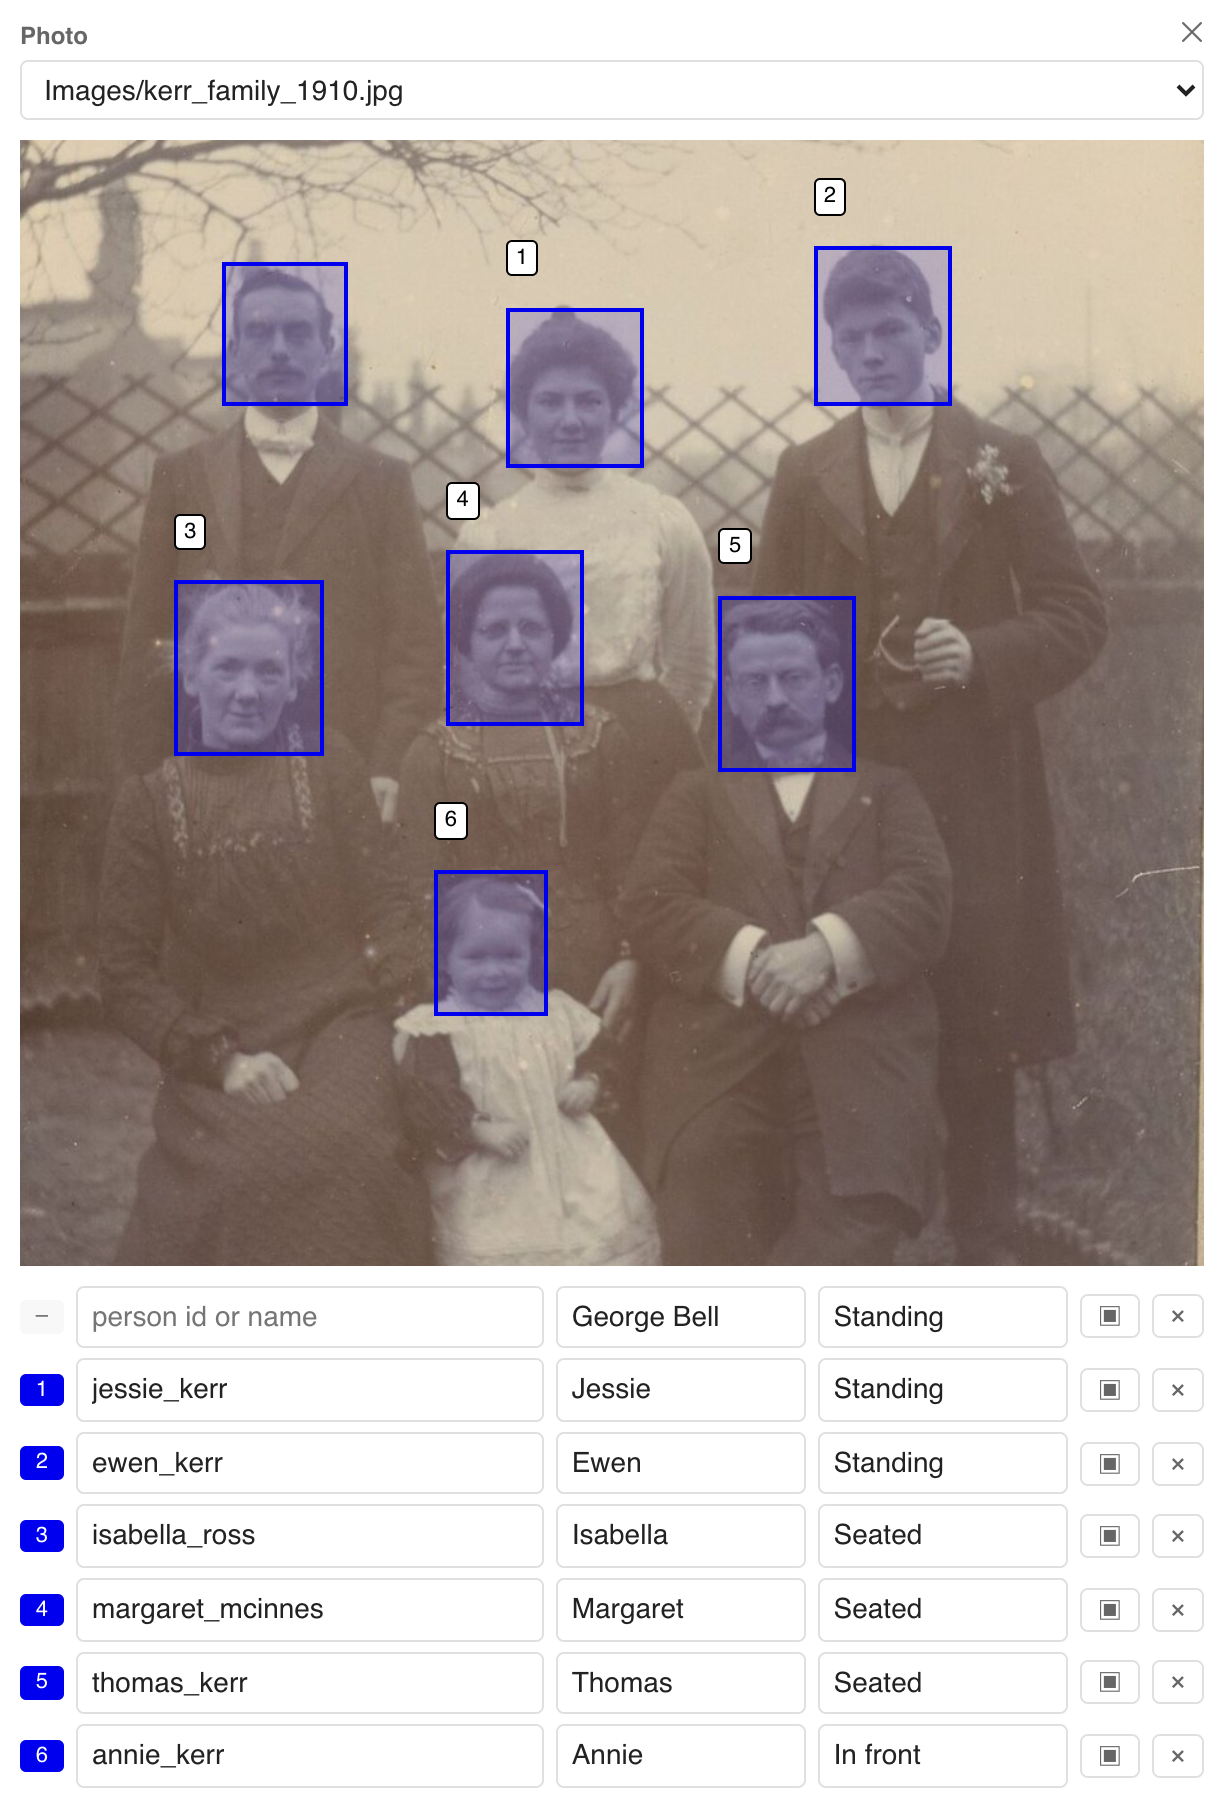 Photo
Images/kerr_family_1910.jpg
2
1
4
3
5
6
person id or name George Bell Standing
1 jessie_kerr Jessie Standing
2 ewen_kerr Ewen Standing
3 isabella_ross Isabella Seated
4 margaret_mcinnes Margaret Seated
5 thomas_kerr Thomas Seated
6 annie_kerr Annie In front